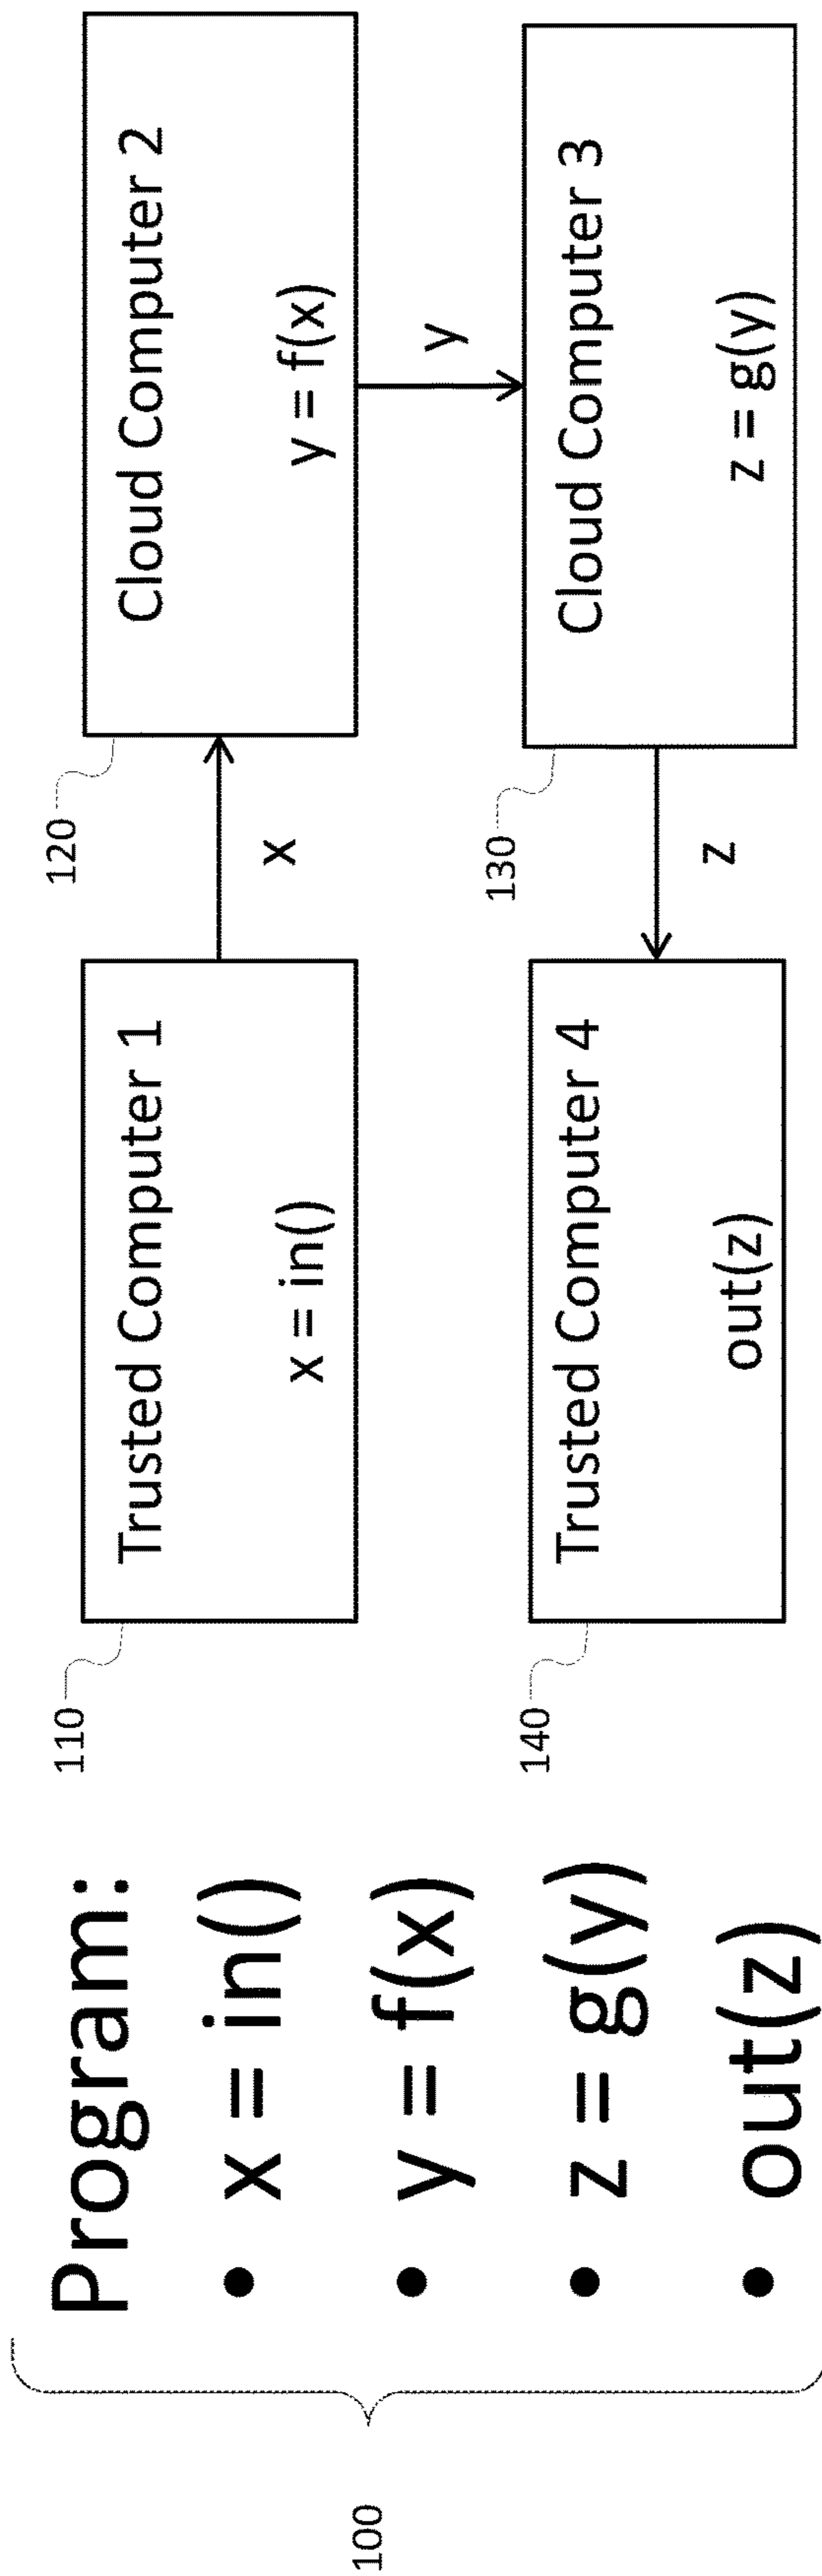 100
Program:
• x = in()
• y = f(x)
• z = g(y)
• out(z)
110
Trusted Computer 1
x = in()
x
120
Cloud Computer 2
y = f(x)
y
130
Cloud Computer 3
z = g(y)
z
140
Trusted Computer 4
out(z)